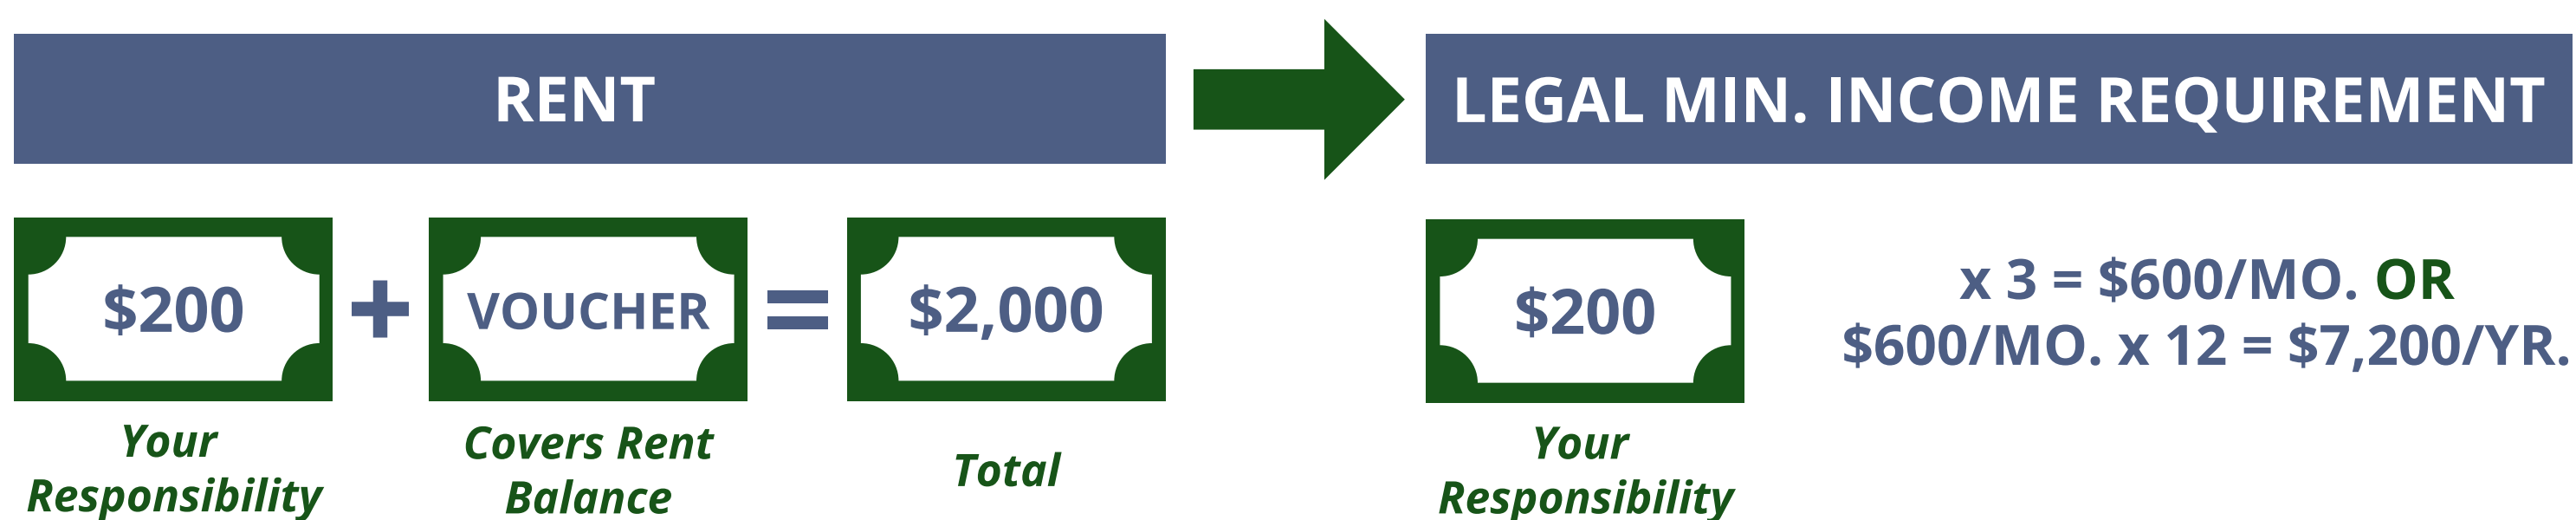 RENT
LEGAL MIN. INCOME REQUIREMENT
$200
+
VOUCHER
=
$2,000
Your
Responsibility
Covers Rent
Balance
Total
$200
x 3 = $600/MO. OR
$600/MO. x 12 = $7,200/YR.
Your
Responsibility